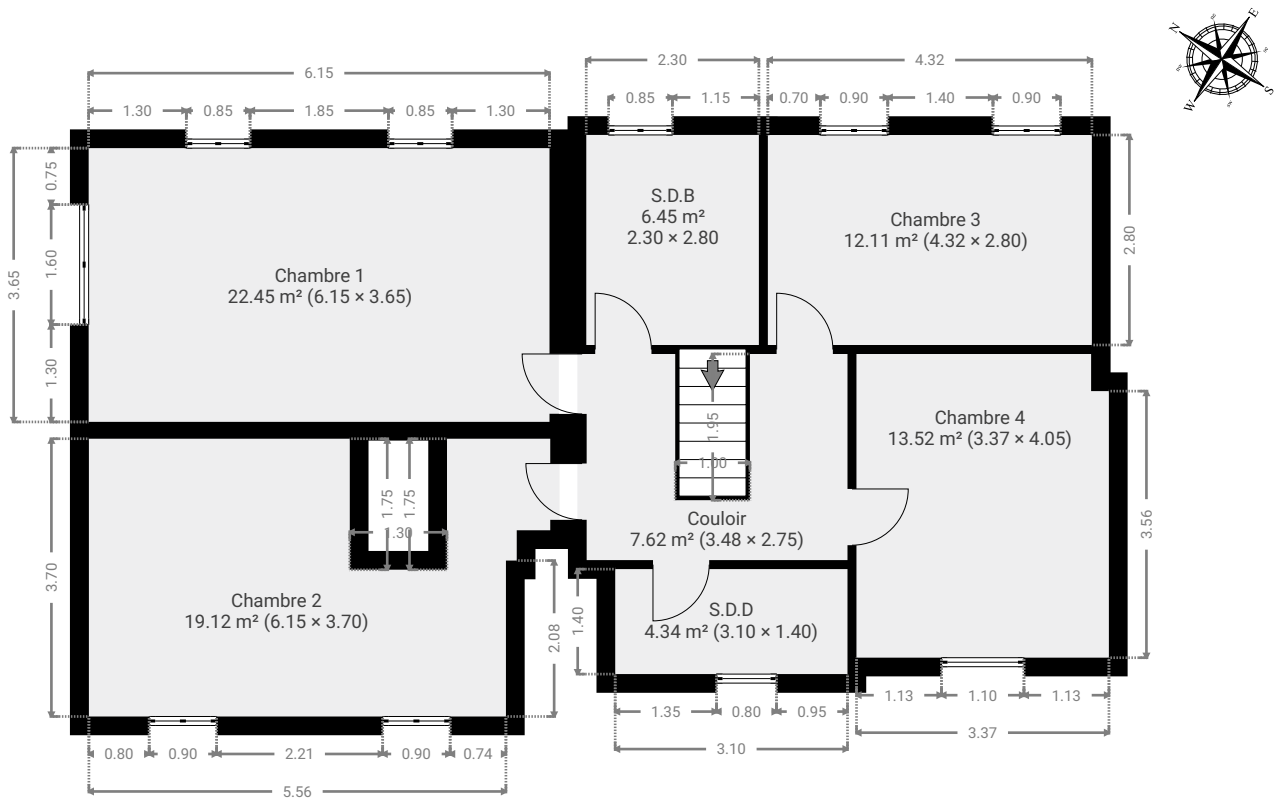 E
N
S
W
2.30
4.32
6.15
0.85
1.15
0.70
0.90
1.40
0.90
1.30
0.85
1.85
0.85
1.30
0.75
1.60
1.30
3.65
S.D.B
6.45 m²
2.30 × 2.80
Chambre 3
12.11 m² (4.32 × 2.80)
2.80
Chambre 1
22.45 m² (6.15 × 3.65)
1.95
1.00
Chambre 4
13.52 m² (3.37 × 4.05)
3.56
1.75
1.75
1.30
Couloir
7.62 m² (3.48 × 2.75)
3.70
Chambre 2
19.12 m² (6.15 × 3.70)
2.08
1.40
S.D.D
4.34 m² (3.10 × 1.40)
1.13
1.10
1.13
1.35
0.80
0.95
3.37
3.10
0.80
0.90
2.21
0.90
0.74
5.56